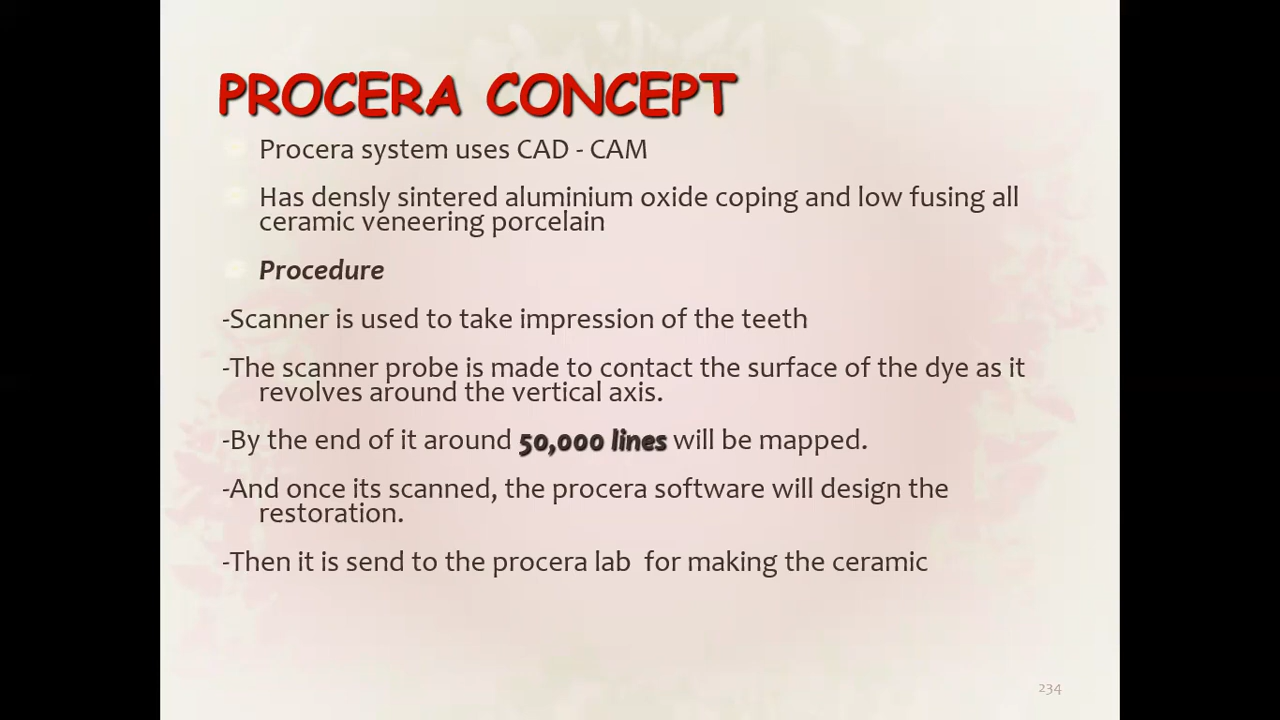 PROCERA CONCEPT
Procera system uses CAD - CAM
Has densly sintered aluminium oxide coping and low fusing all
ceramic veneering porcelain
Procedure
-Scanner is used to take impression of the teeth
-The scanner probe is made to contact the surface of the dye as it
revolves around the vertical axis.
-By the end of it around 50,000 lines will be mapped.
-And once its scanned, the procera software will design the
restoration.
-Then it is send to the procera lab  for making the ceramic
234